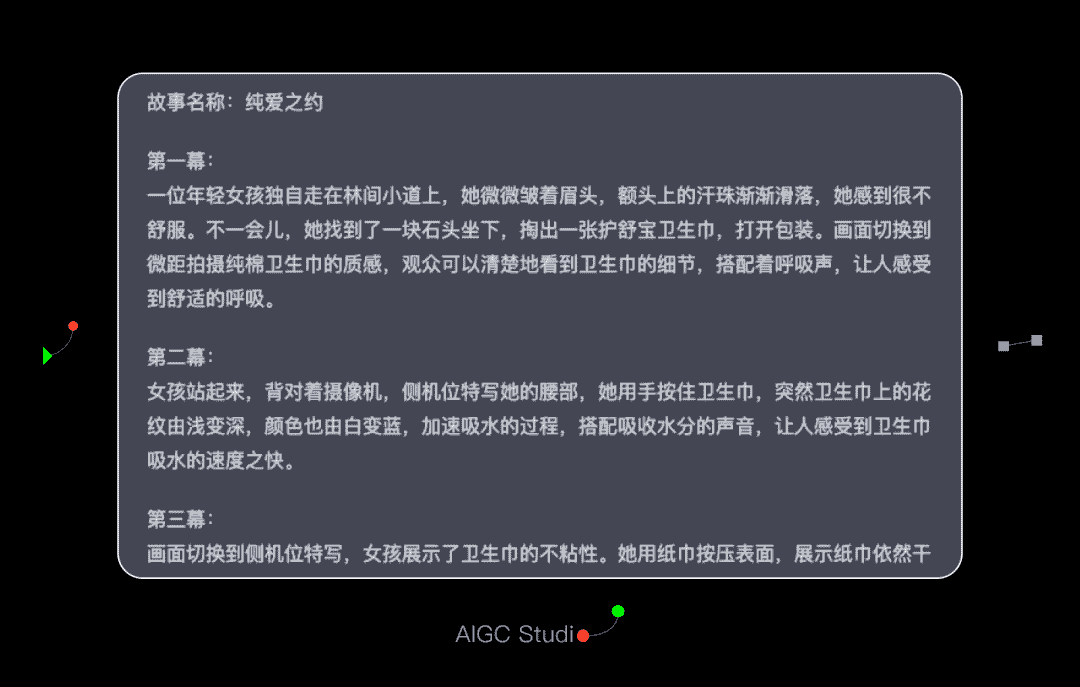 故事名称：纯爱之约
第一幕：
一位年轻女孩独自走在林间小道上，她微微皱着眉头，额头上的汗珠渐渐滑落，她感到很不
舒服。不一会儿，她找到了一块石头坐下，掏出一张护舒宝卫生巾，打开包装。画面切换到
微距拍摄纯棉卫生巾的质感，观众可以清楚地看到卫生巾的细节，搭配着呼吸声，让人感受
到舒适的呼吸。
第二幕：
女孩站起来，背对着摄像机，侧机位特写她的腰部，她用手按住卫生巾，突然卫生巾上的花
纹由浅变深，颜色也由白变蓝，加速吸水的过程，搭配吸收水分的声音，让人感受到卫生巾
吸水的速度之快。
第三幕：
画面切换到侧机位特写，女孩展示了卫生巾的不粘性。她用纸巾按压表面，展示纸巾依然干
AIGC Studi